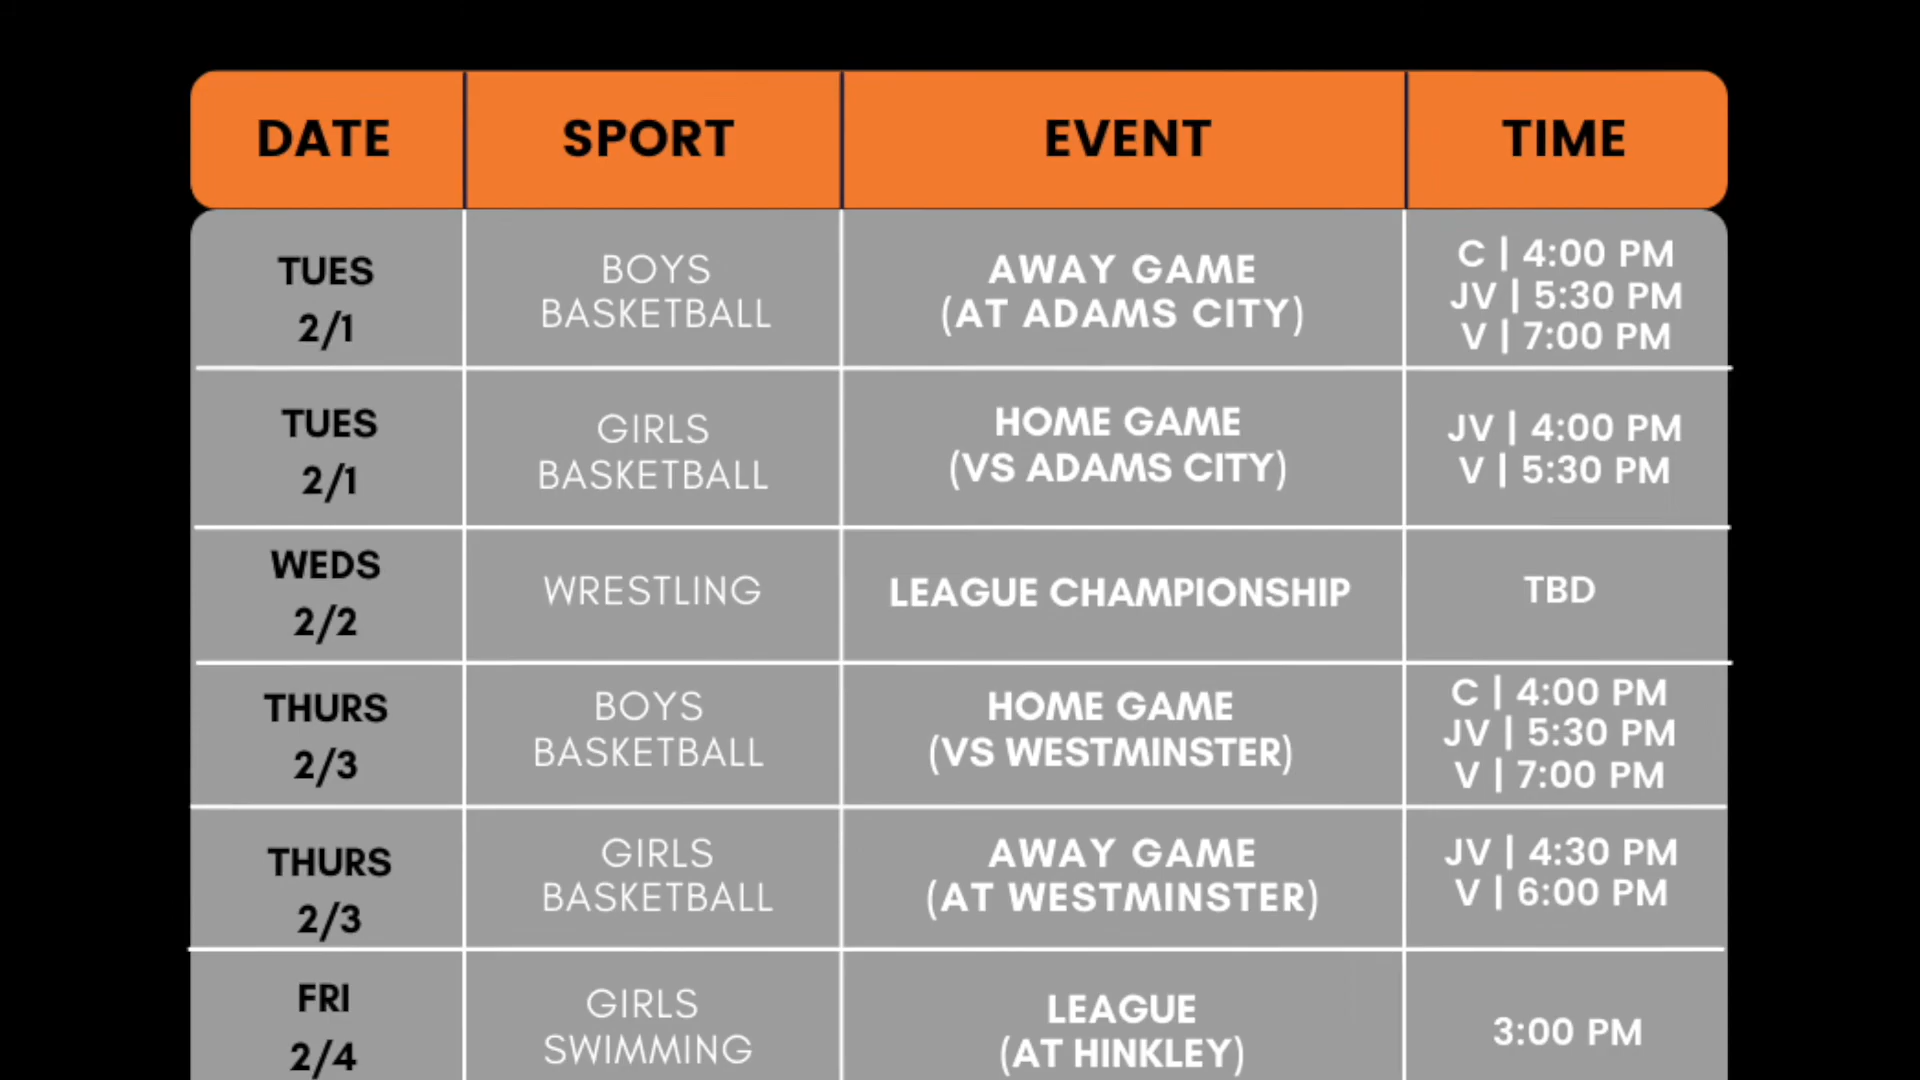 DATE SPORT EVENT TIME
TUES
2/1
BOYS
BASKETBALL
AWAY GAME
(AT ADAMS CITY)
C | 4:00 PM
JV | 5:30 PM
V | 7:00 PM
TUES
2/1
GIRLS
BASKETBALL
HOME GAME
(VS ADAMS CITY)
JV | 4:00 PM
V | 5:30 PM
WEDS
2/2
WRESTLING
LEAGUE CHAMPIONSHIP
TBD
THURS
2/3
BOYS
BASKETBALL
HOME GAME
(VS WESTMINSTER)
C | 4:00 PM
JV | 5:30 PM
V | 7:00 PM
THURS
2/3
GIRLS
BASKETBALL
AWAY GAME
(AT WESTMINSTER)
JV | 4:30 PM
V | 6:00 PM
FRI
2/4
GIRLS
SWIMMING
LEAGUE
(AT HINKLEY)
3:00 PM